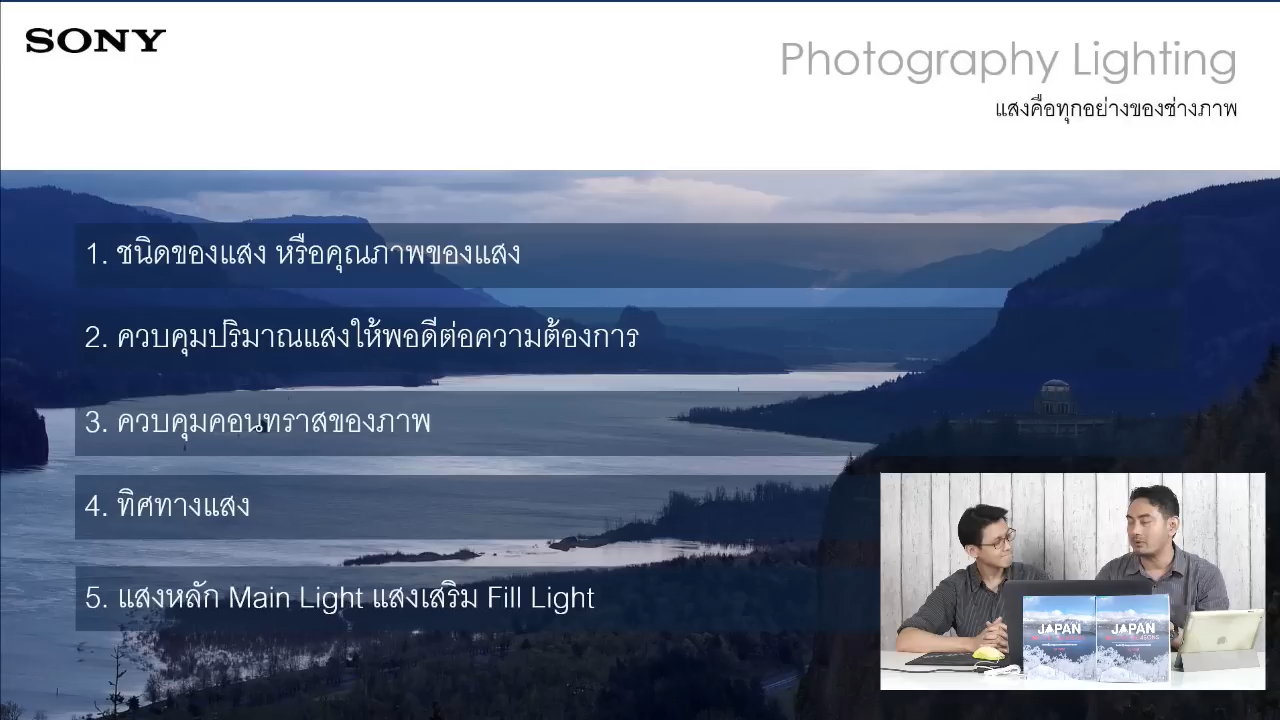 SONY
Photography Lighting
แสงคือทุกอย่างของช่างภาพ
1. ชนิดของแสง หรือคุณภาพของแสง
2. ควบคุมปริมาณแสงให้พอดีต่อความต้องการ
3. ควบคุมคอนทราสของภาพ
4. ทิศทางแสง
5. แสงหลัก Main Light แสงเสริม Fill Light
JAPAN
JAPAN